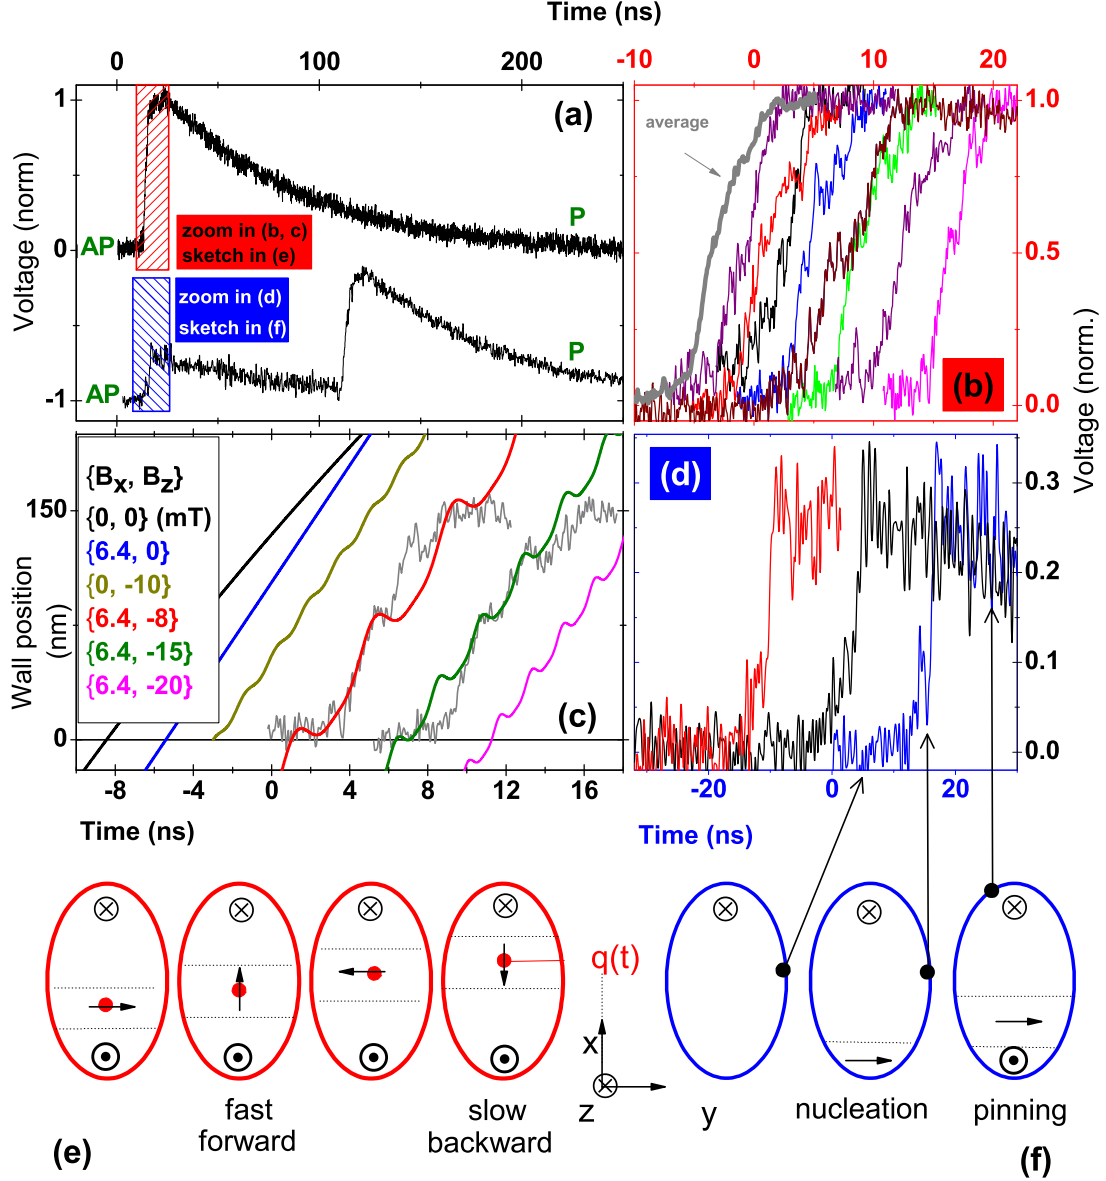 Time (ns)
0 100 200
-10 0 10 20
Voltage (norm)
1
0
-1
(a)
AP
P
zoom in (b, c)
sketch in (e)
zoom in (d)
sketch in (f)
AP
P
average
(b)
1.0
0.5
0.0
Voltage (norm.)
Wall position
(nm)
150
0
{Bx, Bz}
{0, 0} (mT)
{6.4, 0}
{0, -10}
{6.4, -8}
{6.4, -15}
{6.4, -20}
(c)
-8 -4 0 4 8 12 16
Time (ns)
(d)
0.3
0.2
0.1
0.0
-20 0 20
Time (ns)
q(t)
x
z
y
fast
forward
slow
backward
nucleation
pinning
(e)
(f)